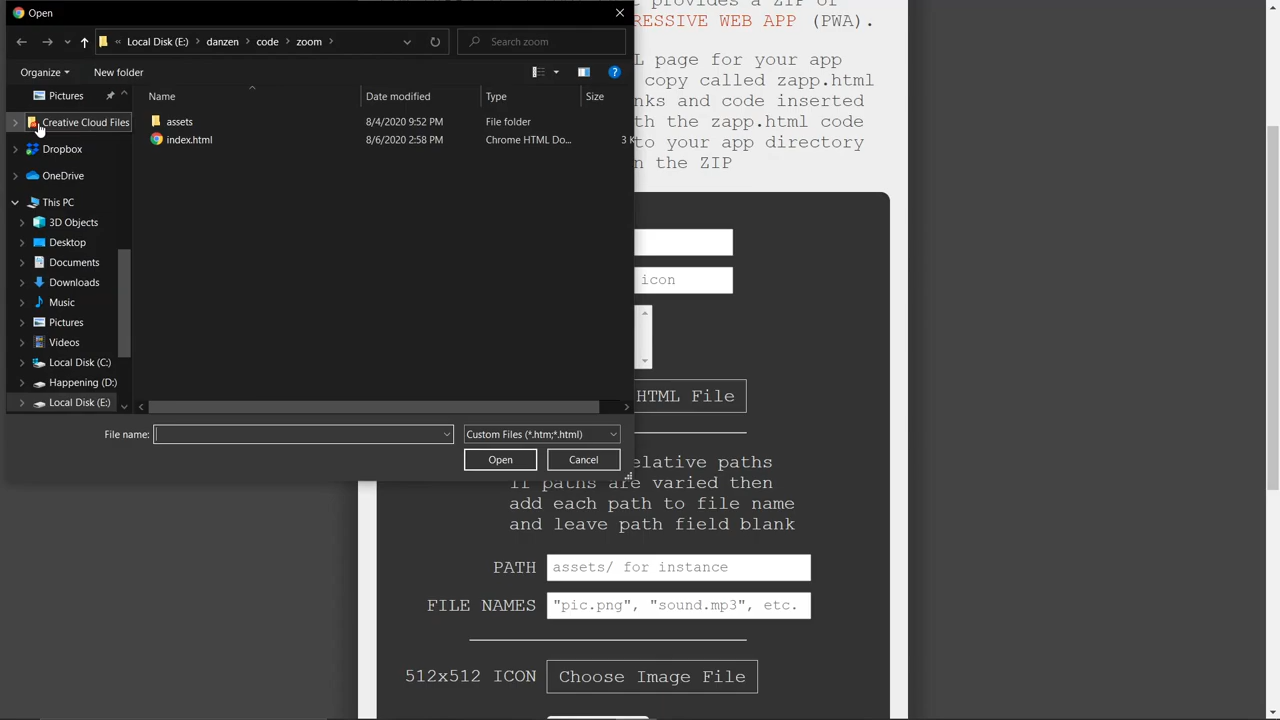 Open
Local Disk (E:) danzen code zoom
Search zoom
Organize
New folder
Name
Date modified
Type
Size
Pictures
Creative Cloud Files
Dropbox
OneDrive
This PC
3D Objects
Desktop
Documents
Downloads
Music
Pictures
Videos
Local Disk (C:)
Happening (D:)
Local Disk (E:)
assets 8/4/2020 9:52 PM File folder
index.html 8/6/2020 2:58 PM Chrome HTML Do... 3 K
File name:
Custom Files (*.htm;*.html)
Open
Cancel
provides a ZIP of
RESSIVE WEB APP (PWA).
L page for your app
copy called zapp.html
nks and code inserted
th the zapp.html code
to your app directory
n the ZIP
icon
HTML File
elative paths
If paths are varied then
add each path to file name
and leave path field blank
PATH assets/ for instance
FILE NAMES "pic.png", "sound.mp3", etc.
512x512 ICON Choose Image File